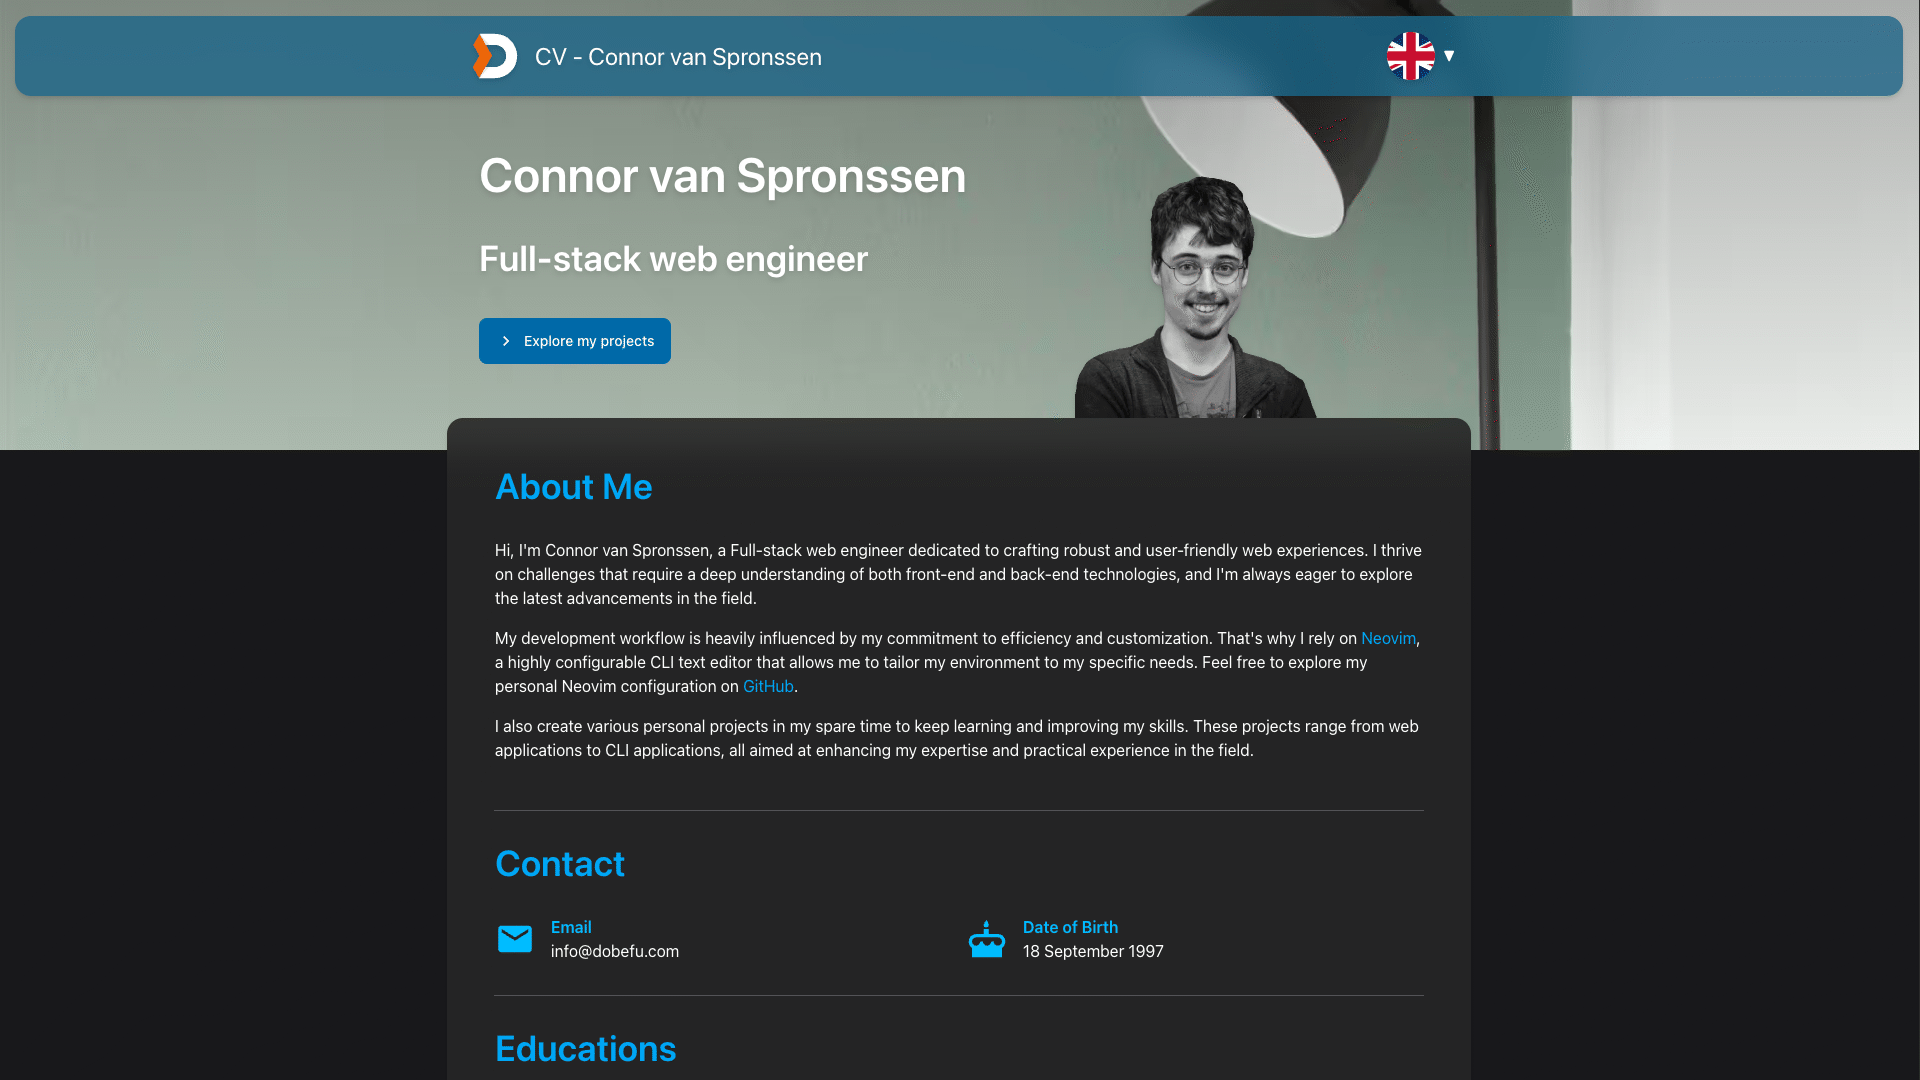 CV - Connor van Spronssen
Connor van Spronssen
Full-stack web engineer
Explore my projects
About Me
Hi, I'm Connor van Spronssen, a Full-stack web engineer dedicated to crafting robust and user-friendly web experiences. I thrive
on challenges that require a deep understanding of both front-end and back-end technologies, and I'm always eager to explore
the latest advancements in the field.
My development workflow is heavily influenced by my commitment to efficiency and customization. That's why I rely on Neovim,
a highly configurable CLI text editor that allows me to tailor my environment to my specific needs. Feel free to explore my
personal Neovim configuration on GitHub.
I also create various personal projects in my spare time to keep learning and improving my skills. These projects range from web
applications to CLI applications, all aimed at enhancing my expertise and practical experience in the field.
Contact
Email
info@dobefu.com
Date of Birth
18 September 1997
Educations